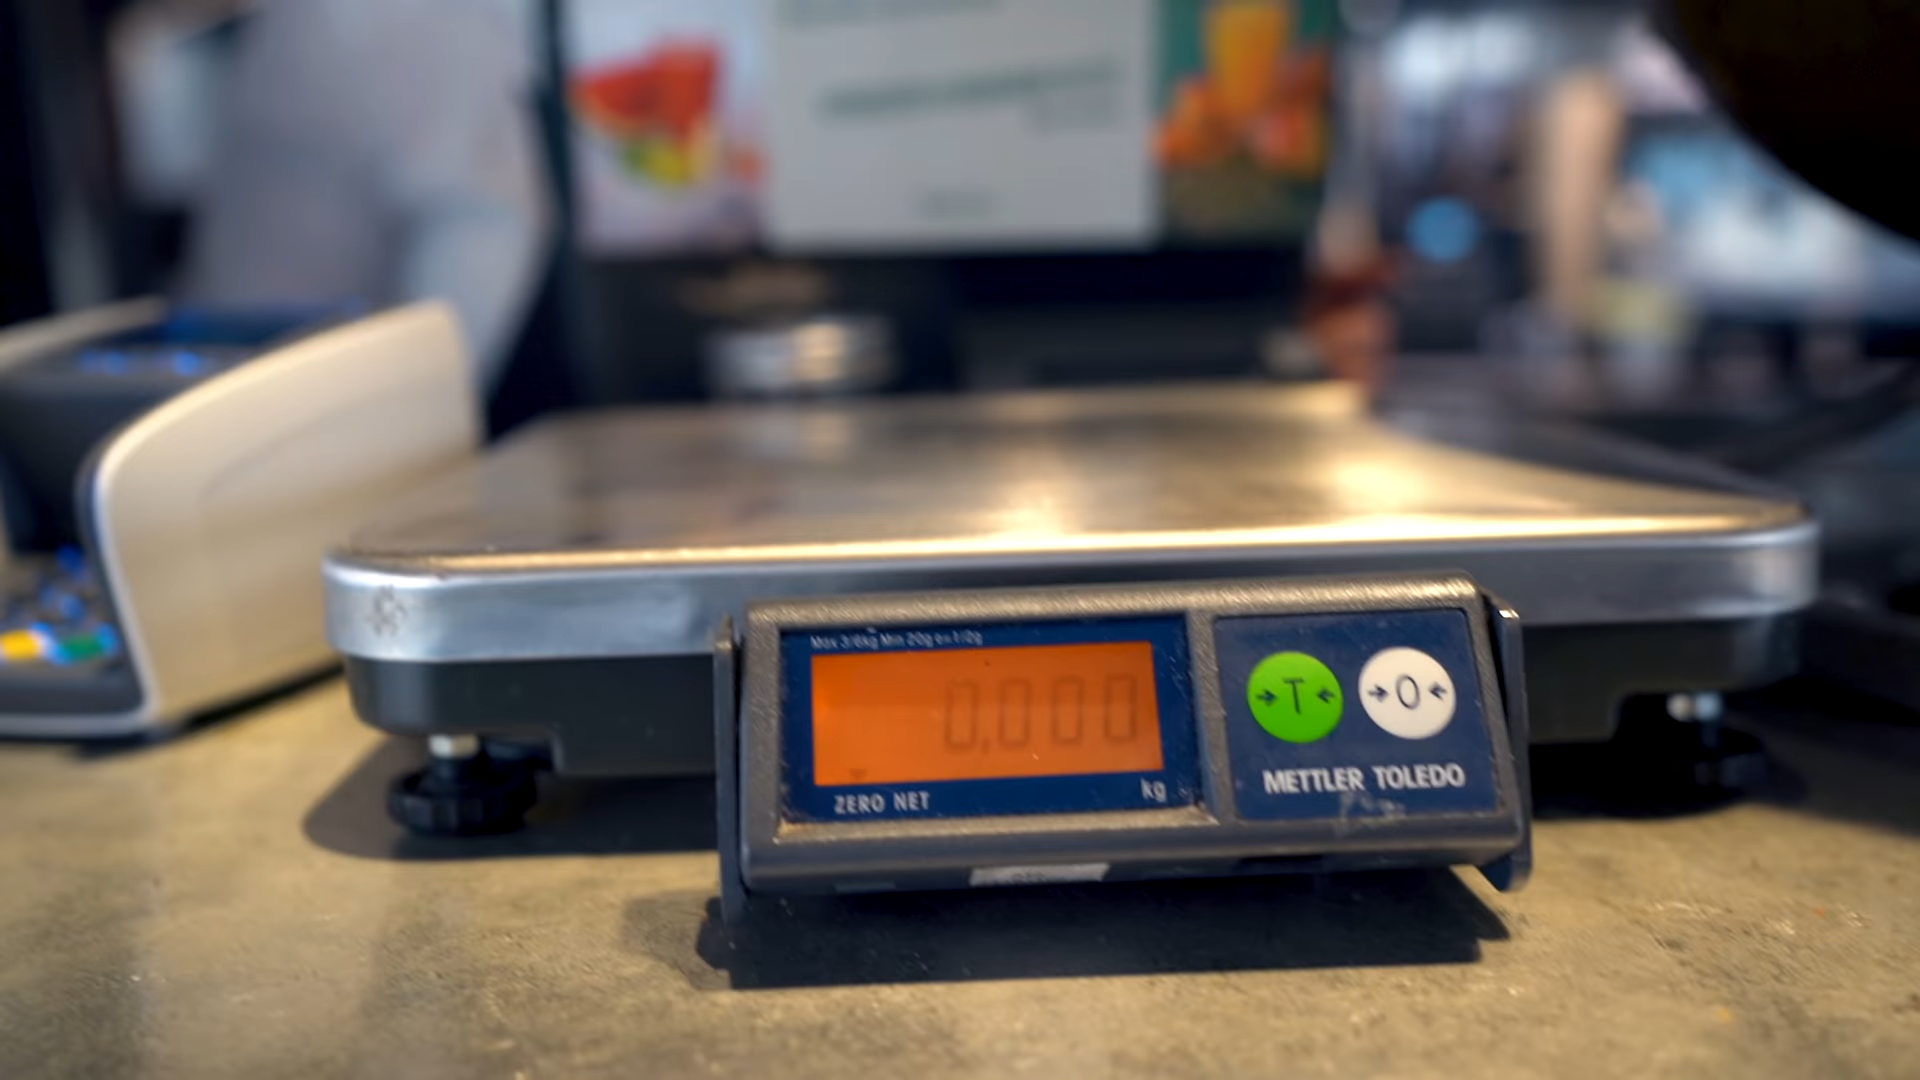 Max 3/6kg Min 20g e=1/2g
0,000
ZERO NET
kg
→T←
→0←
METTLER TOLEDO